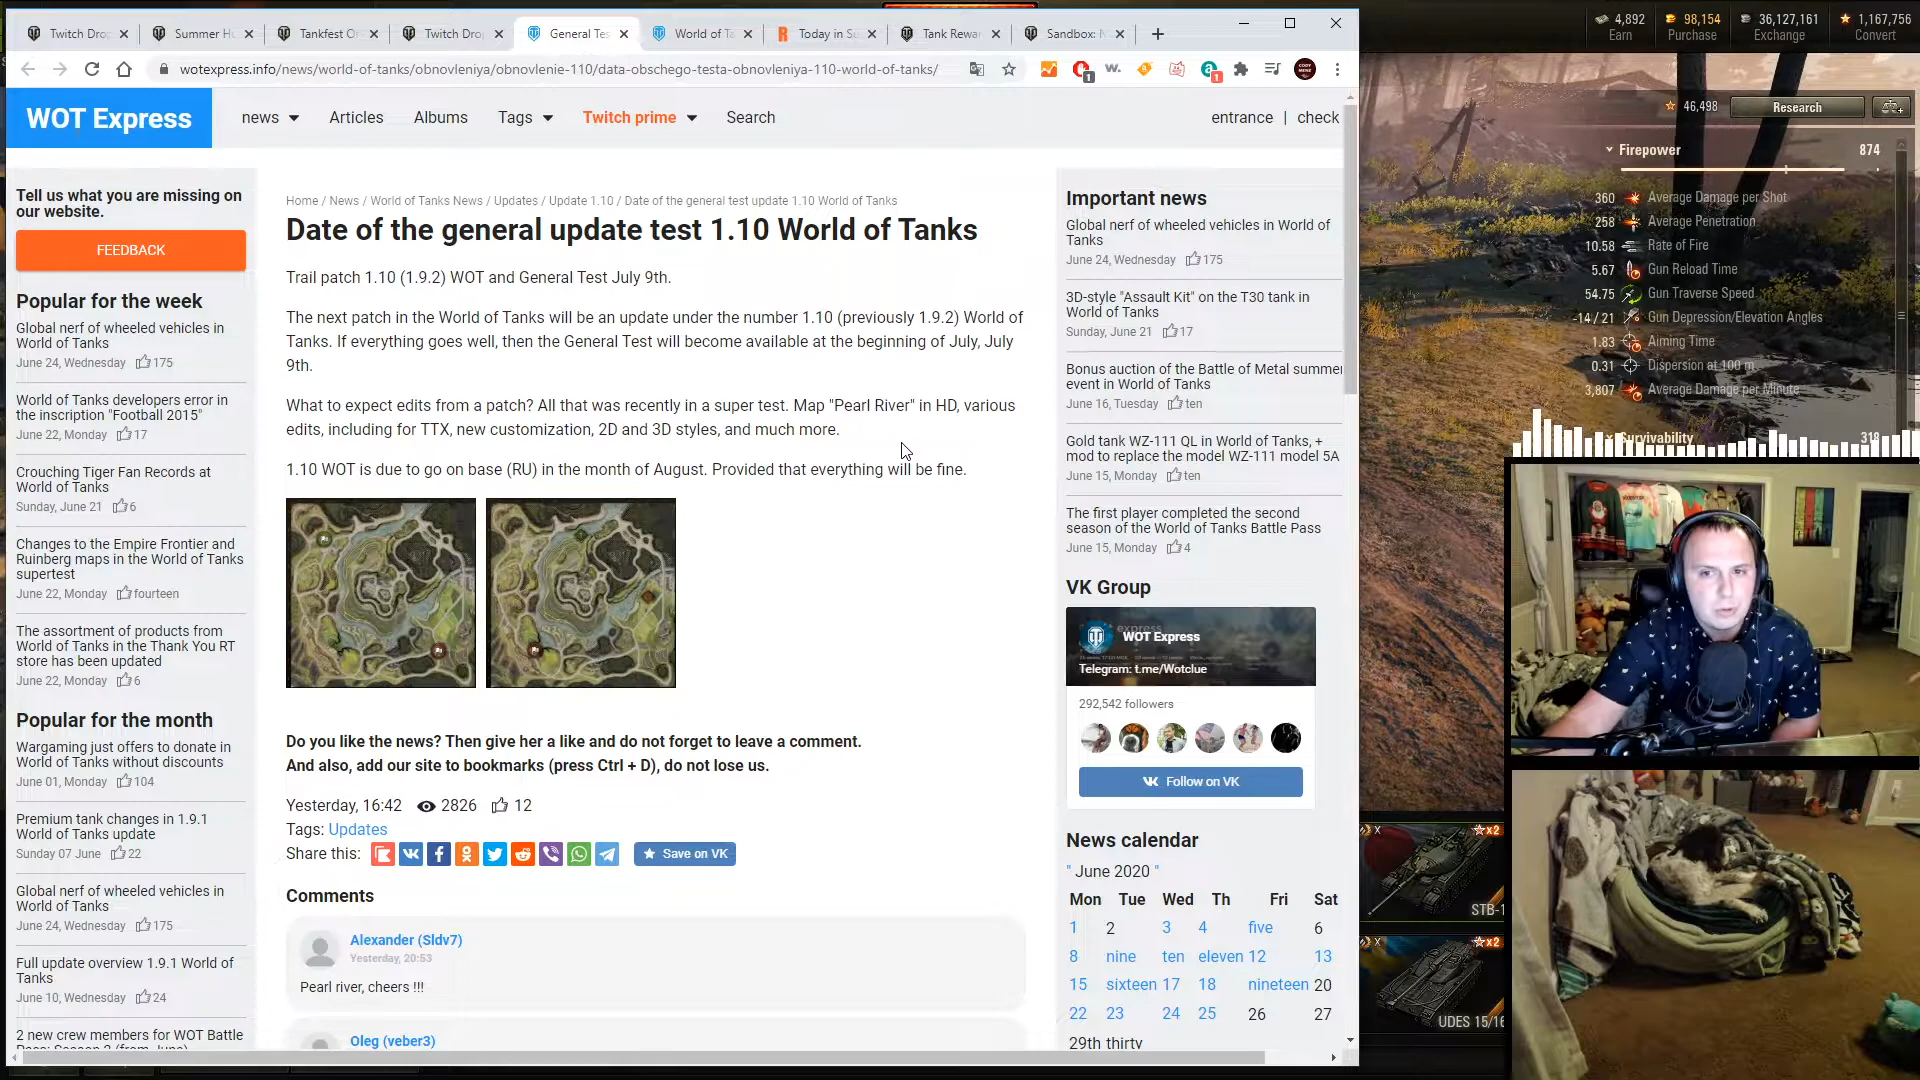 Twitch Dro
Summer H
Tankfest O
Twitch Dro
General Te
World of Ta
Today in Su
Tank Rewa
Sandbox: 
wotexpress.info/news/world-of-tanks/obnovleniya/obnovlenie-110/data-obschego-testa-obnovleniya-110-world-of-tanks/
4,892
98,154
36,127,161
1,167,756
Earn
Purchase
Exchange
Convert
WOT Express
news
Articles
Albums
Tags
Twitch prime
Search
entrance | check
Tell us what you are missing on
our website.
FEEDBACK
Popular for the week
Global nerf of wheeled vehicles in
World of Tanks
June 24, Wednesday 175
World of Tanks developers error in
the inscription "Football 2015"
June 22, Monday 17
Crouching Tiger Fan Records at
World of Tanks
Sunday, June 21 6
Changes to the Empire Frontier and
Ruinberg maps in the World of Tanks
supertest
June 22, Monday fourteen
The assortment of products from
World of Tanks in the Thank You RT
store has been updated
June 22, Monday 6
Popular for the month
Wargaming just offers to donate in
World of Tanks without discounts
June 01, Monday 104
Premium tank changes in 1.9.1
World of Tanks update
Sunday 07 June 22
Global nerf of wheeled vehicles in
World of Tanks
June 24, Wednesday 175
Full update overview 1.9.1 World of
Tanks
June 10, Wednesday 24
2 new crew members for WOT Battle
Home / News / World of Tanks News / Updates / Update 1.10 / Date of the general test update 1.10 World of Tanks
Date of the general update test 1.10 World of Tanks
Trail patch 1.10 (1.9.2) WOT and General Test July 9th.
The next patch in the World of Tanks will be an update under the number 1.10 (previously 1.9.2) World of
Tanks. If everything goes well, then the General Test will become available at the beginning of July, July
9th.
What to expect edits from a patch? All that was recently in a super test. Map "Pearl River" in HD, various
edits, including for TTX, new customization, 2D and 3D styles, and much more.
1.10 WOT is due to go on base (RU) in the month of August. Provided that everything will be fine.
Do you like the news? Then give her a like and do not forget to leave a comment.
And also, add our site to bookmarks (press Ctrl + D), do not lose us.
Yesterday, 16:42 2826 12
Tags: Updates
Share this:
Save on VK
Comments
Alexander (Sldv7)
Yesterday, 20:53
Pearl river, cheers !!!
Oleg (veber3)
Important news
Global nerf of wheeled vehicles in World of
Tanks
June 24, Wednesday 175
3D-style "Assault Kit" on the T30 tank in
World of Tanks
Sunday, June 21 17
Bonus auction of the Battle of Metal summer
event in World of Tanks
June 16, Tuesday ten
Gold tank WZ-111 QL in World of Tanks, +
mod to replace the model WZ-111 model 5A
June 15, Monday ten
The first player completed the second
season of the World of Tanks Battle Pass
June 15, Monday 4
VK Group
WOT Express
Telegram: t.me/Wotclue
292,542 followers
Follow on VK
News calendar
" June 2020 "
Mon Tue Wed Th Fri Sat
1 2 3 4 five 6
8 nine ten eleven 12 13
15 sixteen 17 18 nineteen 20
22 23 24 25 26 27
29th thirty
46,498
Research
Firepower 874
360 Average Damage per Shot
258 Average Penetration
10.58 Rate of Fire
5.67 Gun Reload Time
54.75 Gun Traverse Speed
-14 / 21 Gun Depression/Elevation Angles
1.83 Aiming Time
0.31 Dispersion at 100 m
3,807 Average Damage per Minute
Survivability
X x2
STB-1
X x2
UDES 15/16